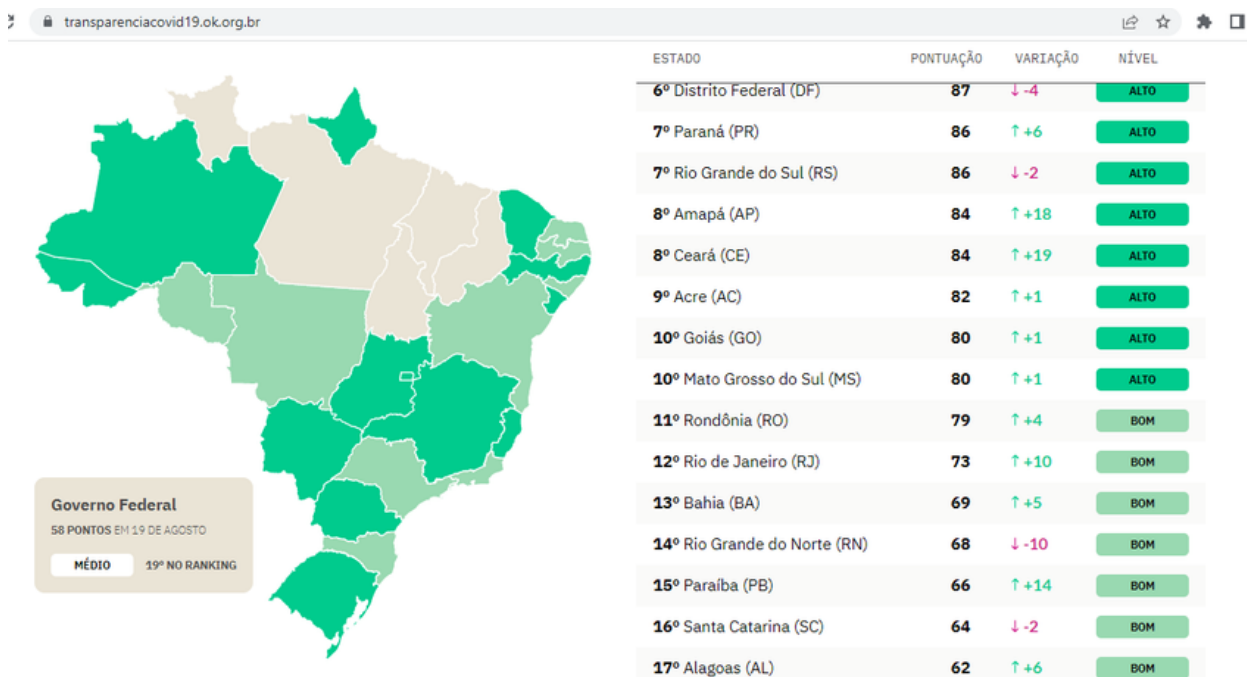 transparenciacovid19.ok.org.br
ESTADO PONTUAÇÃO VARIAÇÃO NÍVEL
6º Distrito Federal (DF) 87 ↓ -4 ALTO
7º Paraná (PR) 86 ↑ +6 ALTO
7º Rio Grande do Sul (RS) 86 ↓ -2 ALTO
8º Amapá (AP) 84 ↑ +18 ALTO
8º Ceará (CE) 84 ↑ +19 ALTO
9º Acre (AC) 82 ↑ +1 ALTO
10º Goiás (GO) 80 ↑ +1 ALTO
10º Mato Grosso do Sul (MS) 80 ↑ +1 ALTO
11º Rondônia (RO) 79 ↑ +4 BOM
12º Rio de Janeiro (RJ) 73 ↑ +10 BOM
13º Bahia (BA) 69 ↑ +5 BOM
14º Rio Grande do Norte (RN) 68 ↓ -10 BOM
15º Paraíba (PB) 66 ↑ +14 BOM
16º Santa Catarina (SC) 64 ↓ -2 BOM
17º Alagoas (AL) 62 ↑ +6 BOM
Governo Federal
58 PONTOS EM 19 DE AGOSTO
MÉDIO 19º NO RANKING